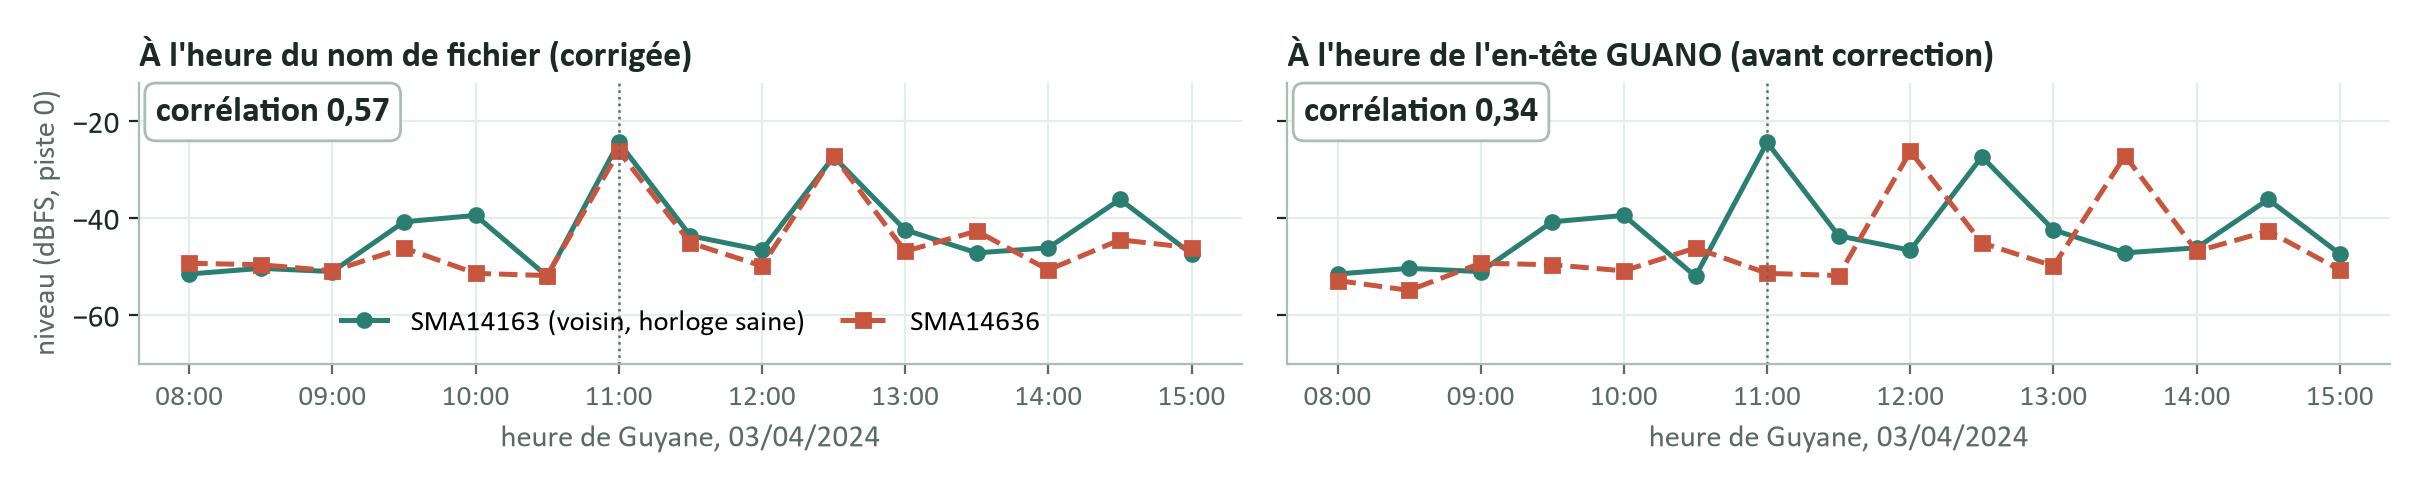 À l'heure du nom de fichier (corrigée)
corrélation 0,57
niveau (dBFS, piste 0)
−20
−40
−60
SMA14163 (voisin, horloge saine)
SMA14636
08:00 09:00 10:00 11:00 12:00 13:00 14:00 15:00
heure de Guyane, 03/04/2024
À l'heure de l'en-tête GUANO (avant correction)
corrélation 0,34
08:00 09:00 10:00 11:00 12:00 13:00 14:00 15:00
heure de Guyane, 03/04/2024